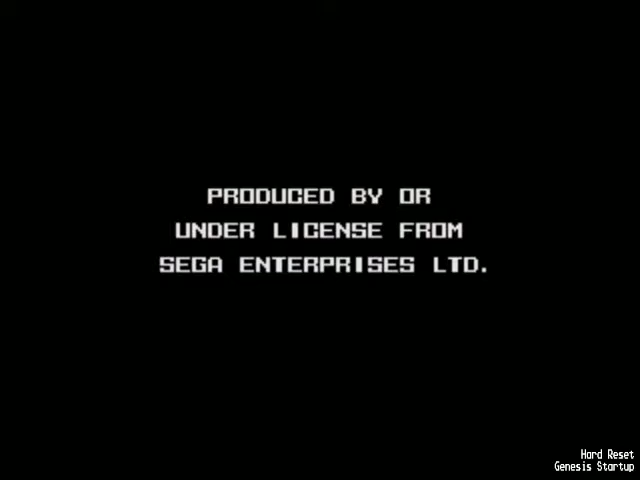 PRODUCED BY OR
UNDER LICENSE FROM
SEGA ENTERPRISES LTD.
Hard Reset
Genesis Startup